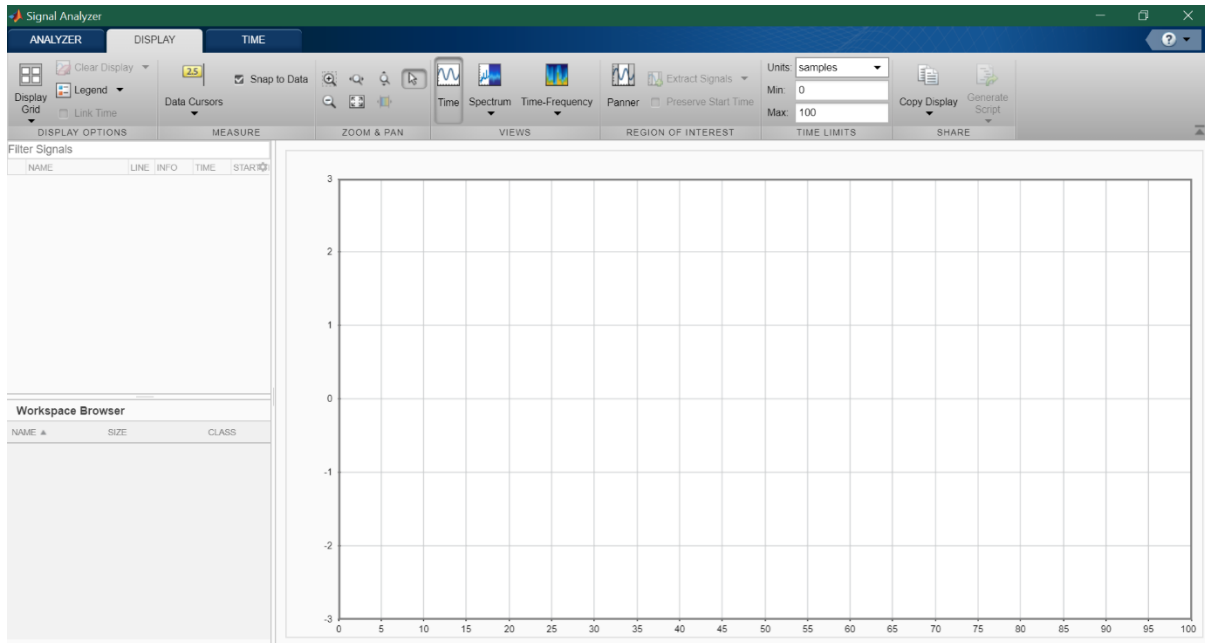 Signal Analyzer
ANALYZER DISPLAY TIME
?
Display Grid
Clear Display
Legend
Link Time
DISPLAY OPTIONS
2.5
Data Cursors
Snap to Data
MEASURE
ZOOM & PAN
Time Spectrum Time-Frequency
VIEWS
Panner
Extract Signals
Preserve Start Time
REGION OF INTEREST
Units: samples
Min: 0
Max: 100
TIME LIMITS
Copy Display
Generate Script
SHARE
Filter Signals
NAME LINE INFO TIME START
Workspace Browser
NAME SIZE CLASS
3
2
1
0
-1
-2
-3
0 5 10 15 20 25 30 35 40 45 50 55 60 65 70 75 80 85 90 95 100